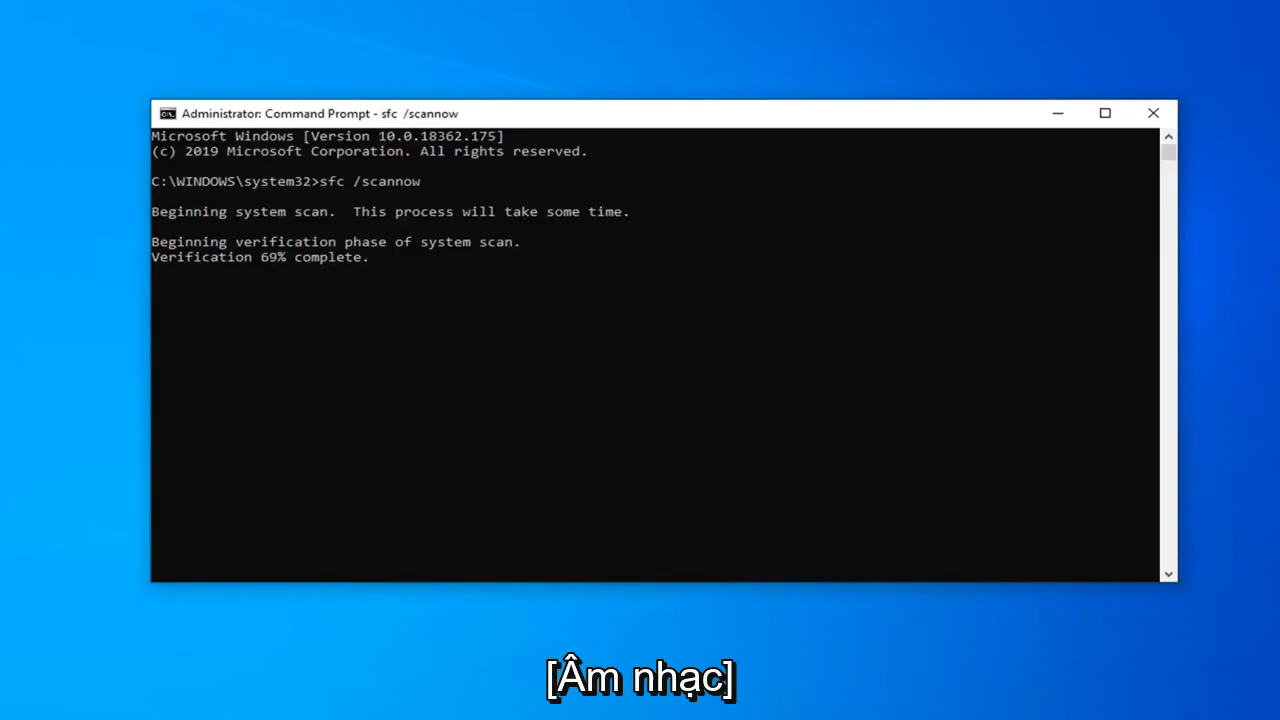 Administrator: Command Prompt - sfc /scannow
Microsoft Windows [Version 10.0.18362.175]
(c) 2019 Microsoft Corporation. All rights reserved.
C:\WINDOWS\system32>sfc /scannow
Beginning system scan.  This process will take some time.
Beginning verification phase of system scan.
Verification 69% complete.
[Âm nhạc]